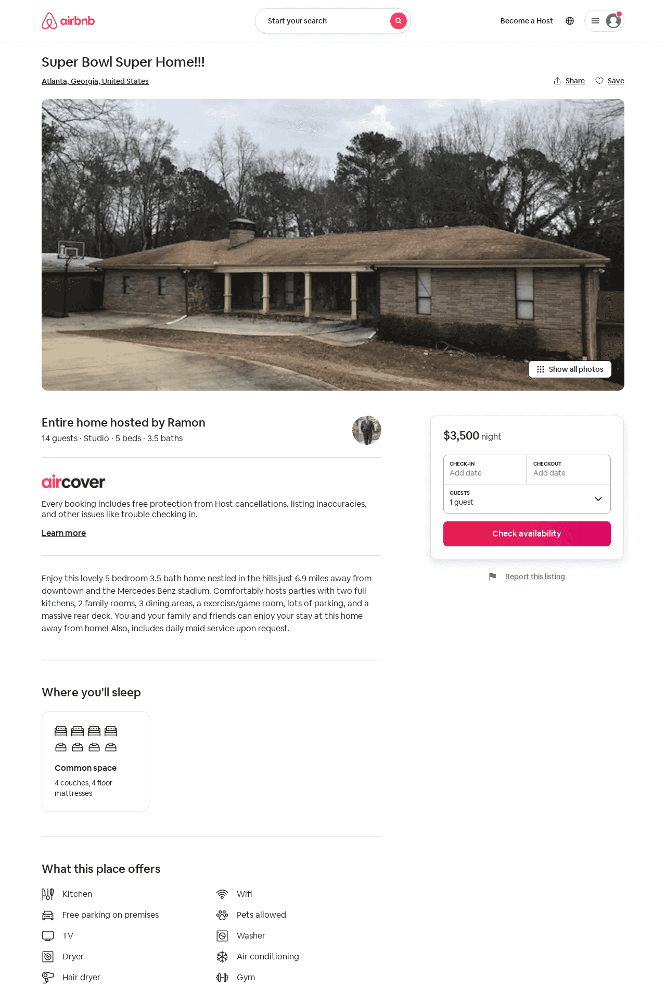 airbnb
Start your search
Become a Host
Super Bowl Super Home!!!
Atlanta, Georgia, United States
Share
Save
Show all photos
Entire home hosted by Ramon
14 guests · Studio · 5 beds · 3.5 baths
$3,500 night
CHECK-IN
Add date
CHECKOUT
Add date
GUESTS
1 guest
Check availability
Report this listing
aircover
Every booking includes free protection from Host cancellations, listing inaccuracies,
and other issues like trouble checking in.
Learn more
Enjoy this lovely 5 bedroom 3.5 bath home nestled in the hills just 6.9 miles away from
downtown and the Mercedes Benz stadium. Comfortably hosts parties with two full
kitchens, 2 family rooms, 3 dining areas, a exercise/game room, lots of parking, and a
massive rear deck. You and your family and friends can enjoy your stay at this home
away from home! Also, includes daily maid service upon request.
Where you'll sleep
Common space
4 couches, 4 floor
mattresses
What this place offers
Kitchen
Wifi
Free parking on premises
Pets allowed
TV
Washer
Dryer
Air conditioning
Hair dryer
Gym